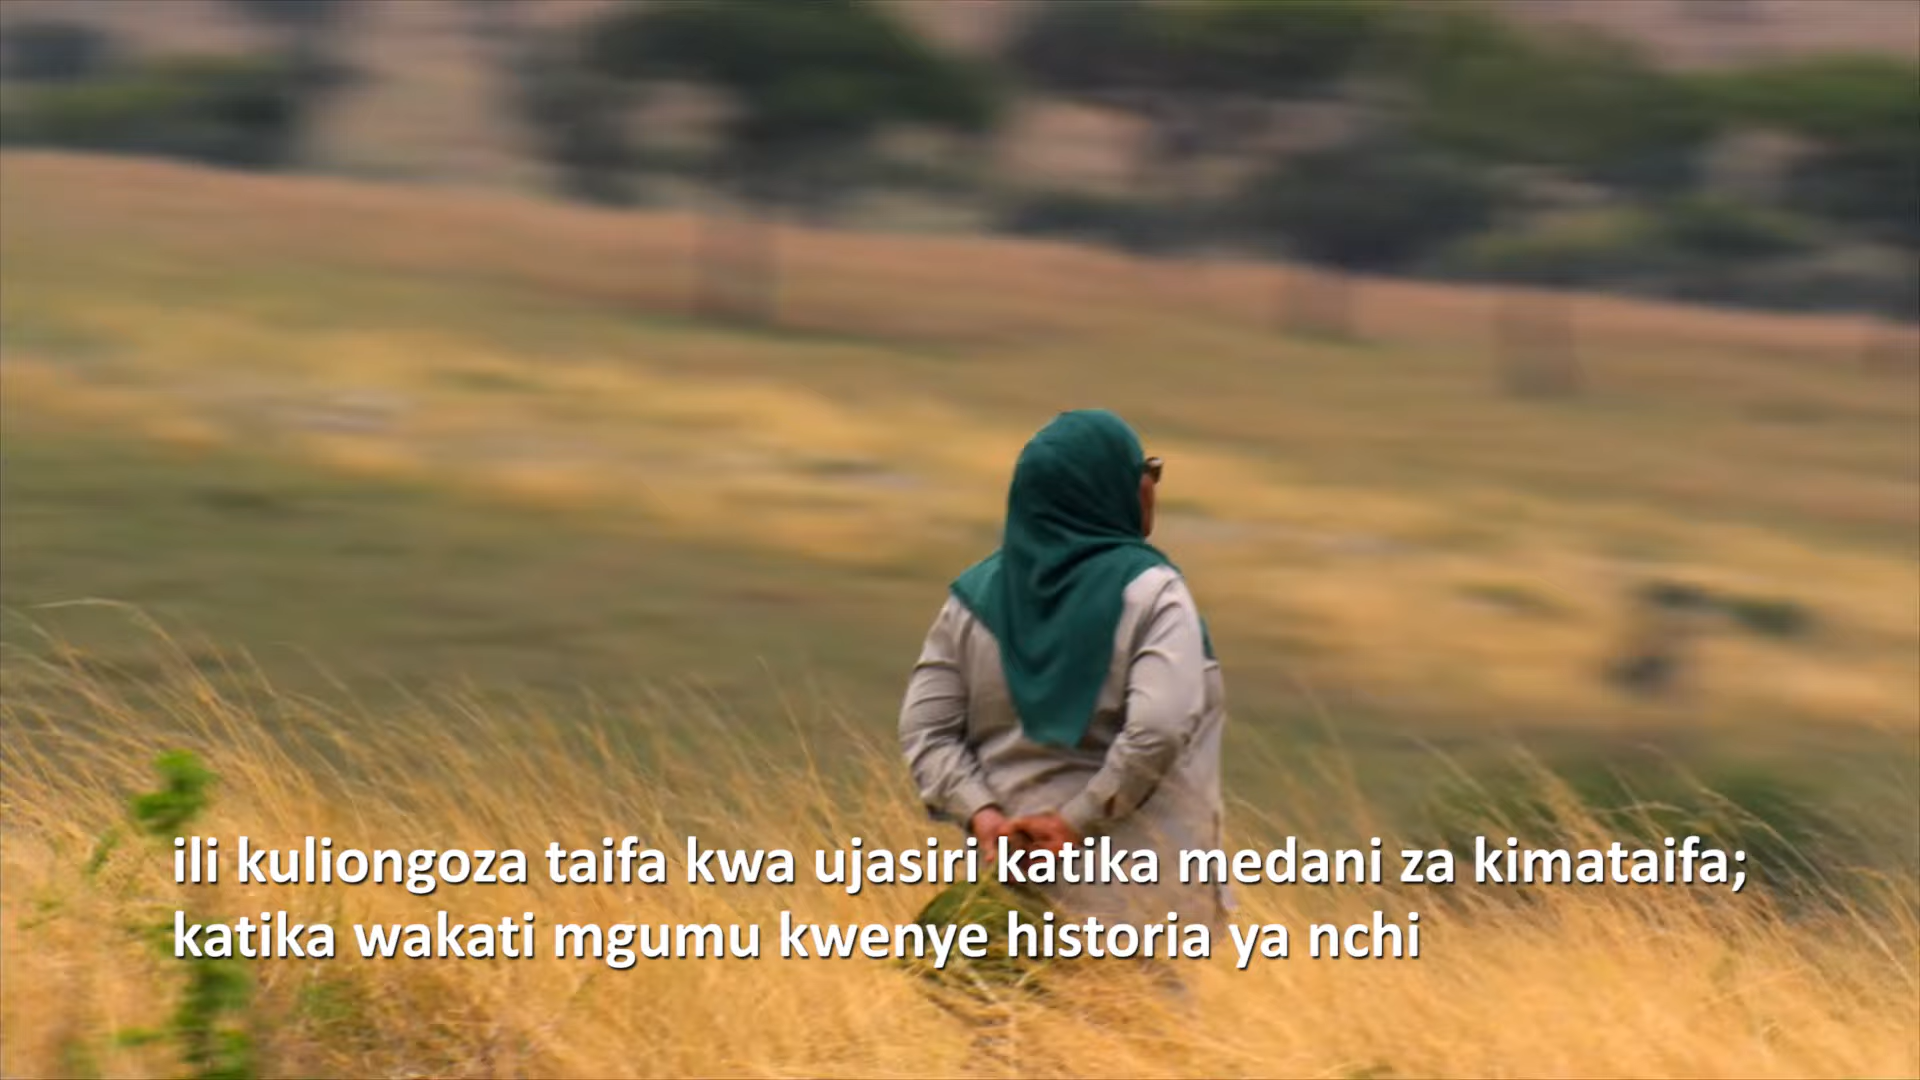 ili kuliongoza taifa kwa ujasiri katika medani za kimataifa;
katika wakati mgumu kwenye historia ya nchi